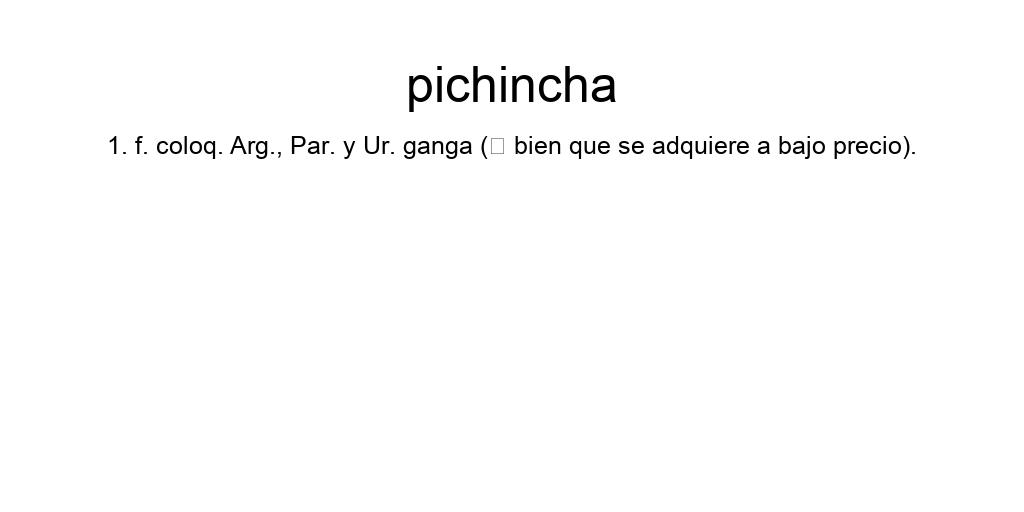 pichincha
1. f. coloq. Arg., Par. y Ur. ganga (□ bien que se adquiere a bajo precio).